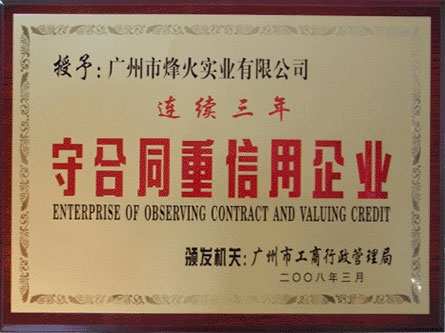 授予：广州市烽火实业有限公司
连续三年
守合同重信用企业
ENTERPRISE OF OBSERVING CONTRACT AND VALUING CREDIT
颁发机关：广州市工商行政管理局
二〇〇八年三月